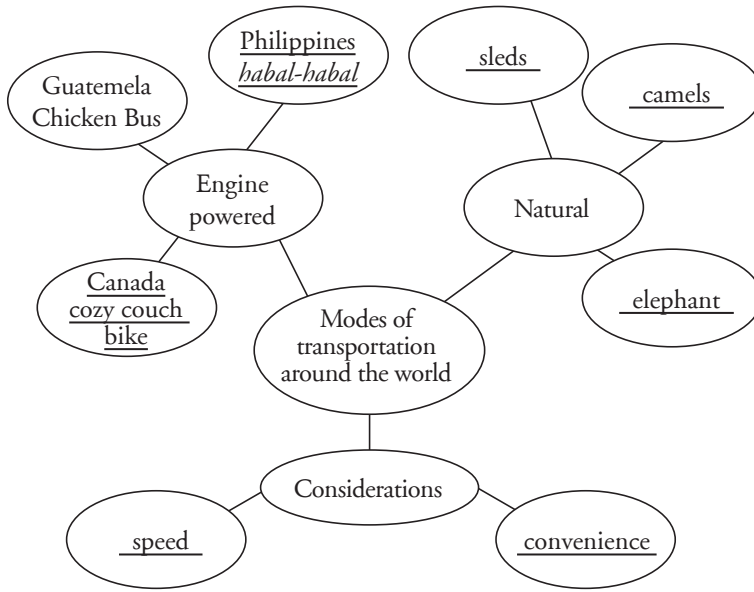 Philippines
habal-habal
Guatemela
Chicken Bus
sleds
camels
Engine
powered
Natural
Canada
cozy couch
bike
elephant
Modes of
transportation
around the world
Considerations
speed
convenience